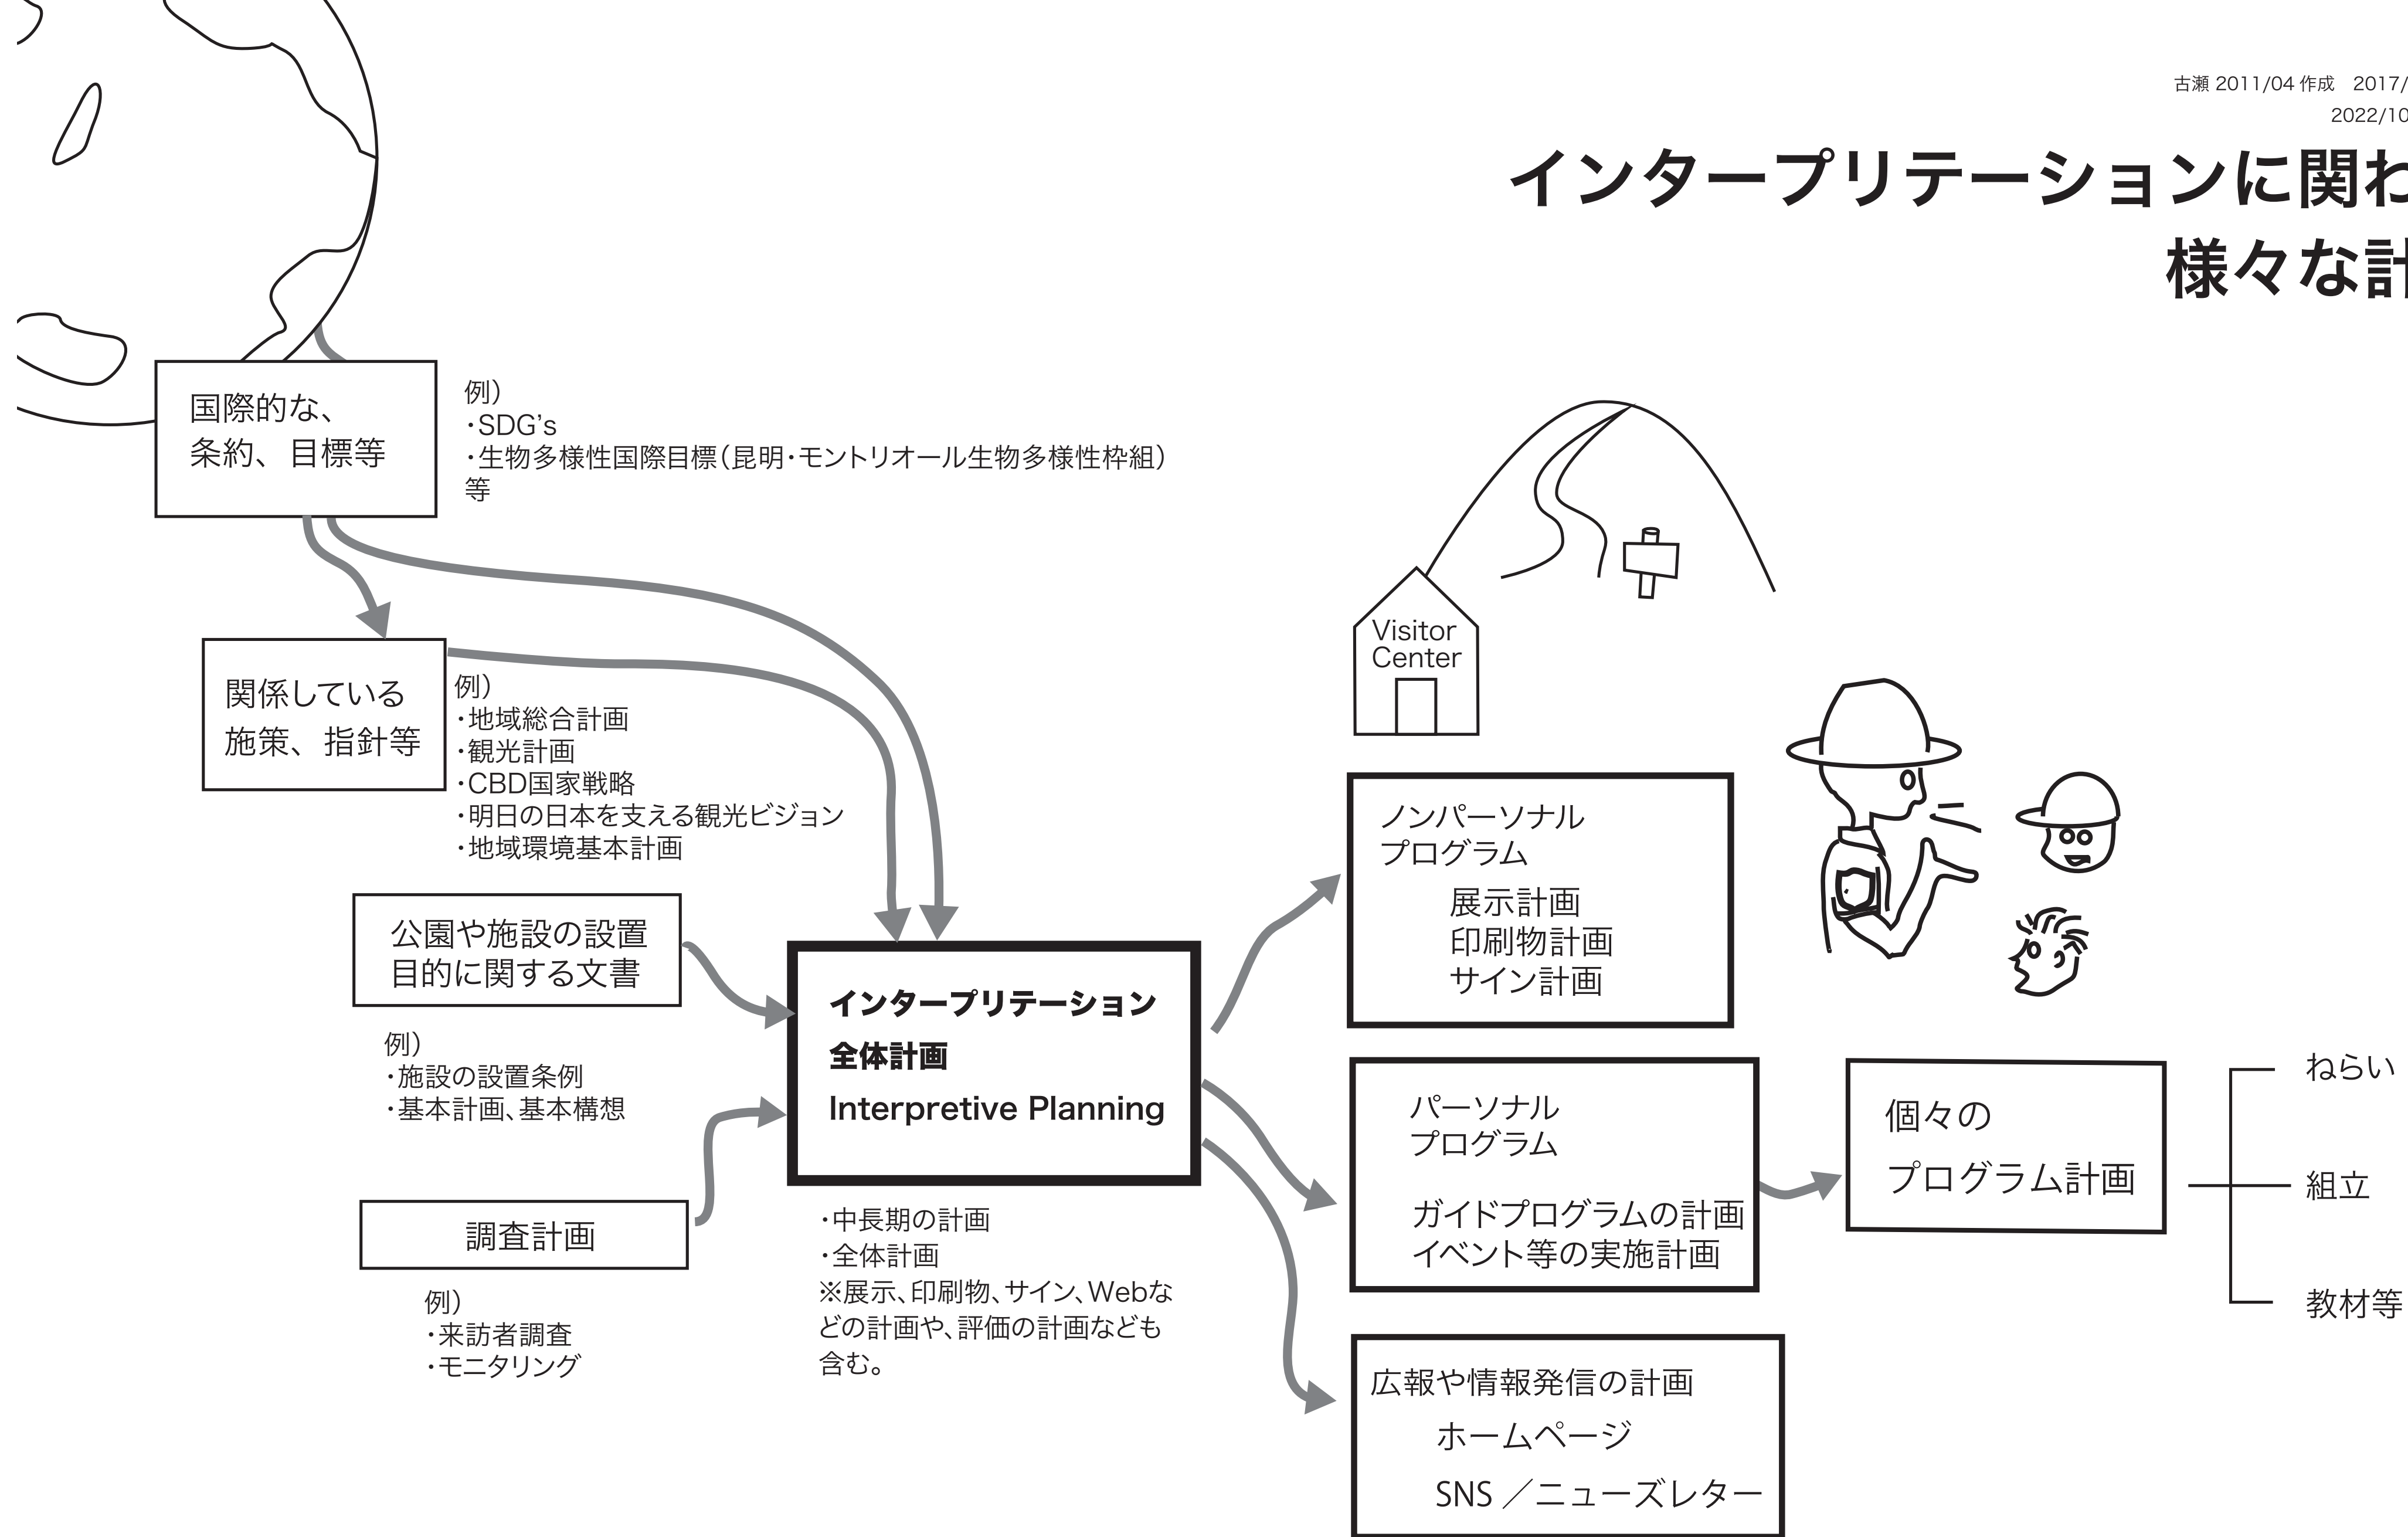 古瀬 2011/04 作成　2017/
2022/10
インタープリテーションに関わ
様々な計
国際的な、
条約、目標等
例）
・SDG’s
・生物多様性国際目標（昆明・モントリオール生物多様性枠組）
等
関係している
施策、指針等
例）
・地域総合計画
・観光計画
・CBD国家戦略
・明日の日本を支える観光ビジョン
・地域環境基本計画
公園や施設の設置
目的に関する文書
例）
・施設の設置条例
・基本計画、基本構想
調査計画
例）
・来訪者調査
・モニタリング
インタープリテーション
全体計画
Interpretive Planning
・中長期の計画
・全体計画
※展示、印刷物、サイン、Webな
どの計画や、評価の計画なども
含む。
Visitor
Center
ノンパーソナル
プログラム
展示計画
印刷物計画
サイン計画
パーソナル
プログラム
ガイドプログラムの計画
イベント等の実施計画
広報や情報発信の計画
ホームページ
SNS ／ニューズレター
個々の
プログラム計画
ねらい
組立
教材等